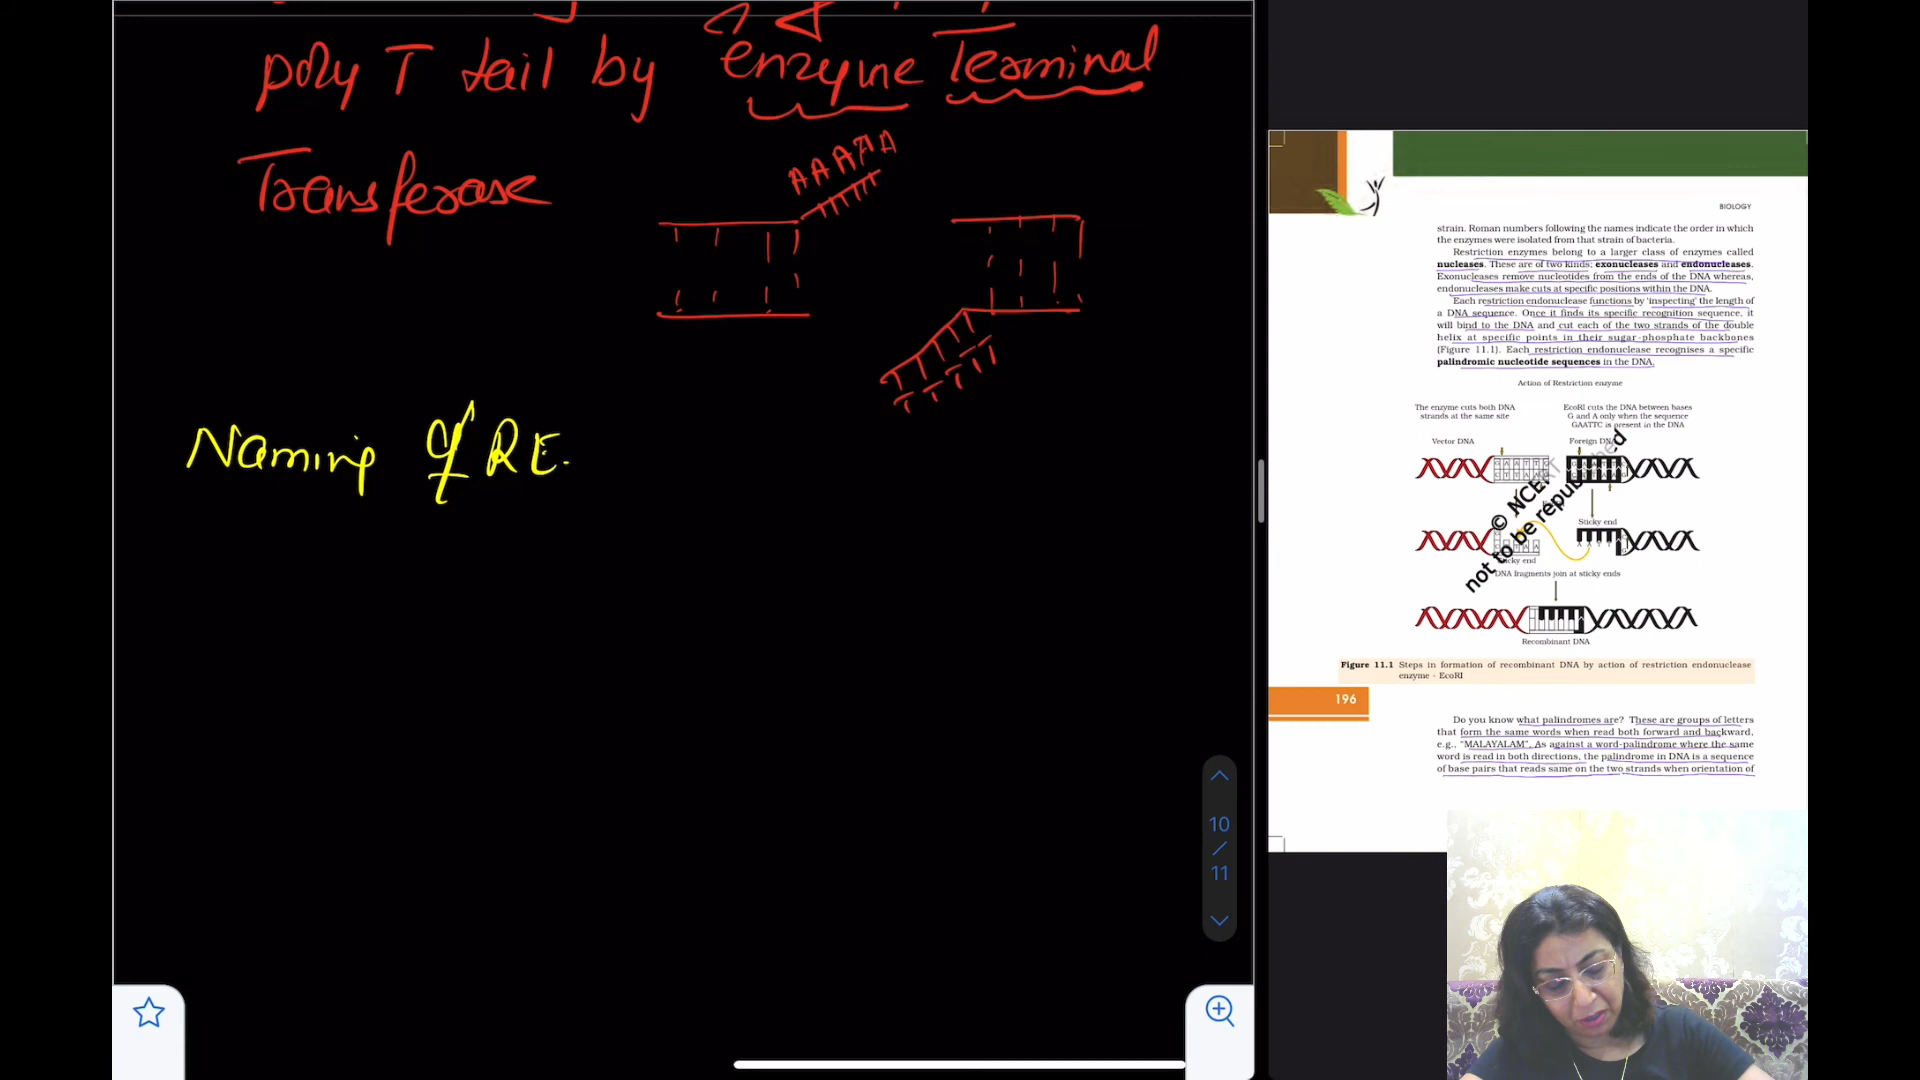 poly T tail by enzyme Terminal
Transferase
AAAAA
TTTTTT
Naming of RE.
10
/
11
BIOLOGY
strain. Roman numbers following the names indicate the order in which
the enzymes were isolated from that strain of bacteria.
Restriction enzymes belong to a larger class of enzymes called
nucleases. These are of two kinds; exonucleases and endonucleases.
Exonucleases remove nucleotides from the ends of the DNA whereas,
endonucleases make cuts at specific positions within the DNA.
Each restriction endonuclease functions by 'inspecting' the length of
a DNA sequence. Once it finds its specific recognition sequence, it
will bind to the DNA and cut each of the two strands of the double
helix at specific points in their sugar-phosphate backbones
(Figure 11.1). Each restriction endonuclease recognises a specific
palindromic nucleotide sequences in the DNA.
Action of Restriction enzyme
The enzyme cuts both DNA
strands at the same site
EcoRI cuts the DNA between bases
G and A only when the sequence
GAATTC is present in the DNA
Vector DNA
Foreign DNA
Sticky end
Sticky end
DNA fragments join at sticky ends
Recombinant DNA
© NCERT
not to be republished
Figure 11.1 Steps in formation of recombinant DNA by action of restriction endonuclease
enzyme - EcoRI
196
Do you know what palindromes are? These are groups of letters
that form the same words when read both forward and backward,
e.g., "MALAYALAM". As against a word-palindrome where the same
word is read in both directions, the palindrome in DNA is a sequence
of base pairs that reads same on the two strands when orientation of